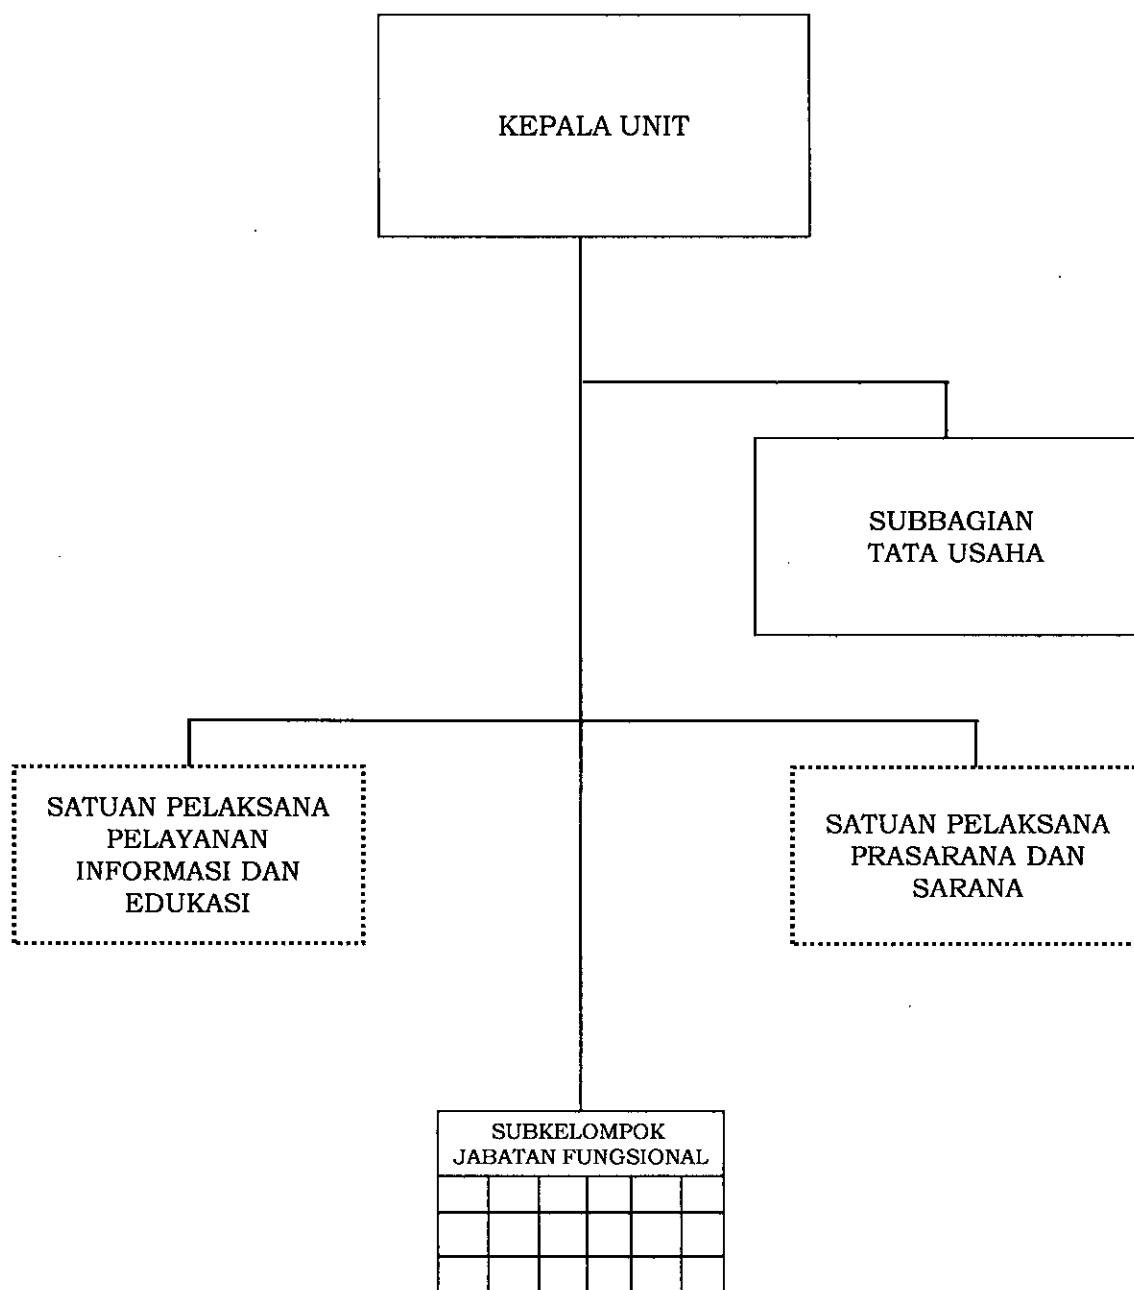 KEPALA UNIT
SUBBAGIAN
TATA USAHA
SATUAN PELAKSANA
PELAYANAN
INFORMASI DAN
EDUKASI
SATUAN PELAKSANA
PRASARANA DAN
SARANA
SUBKELOMPOK
JABATAN FUNGSIONAL